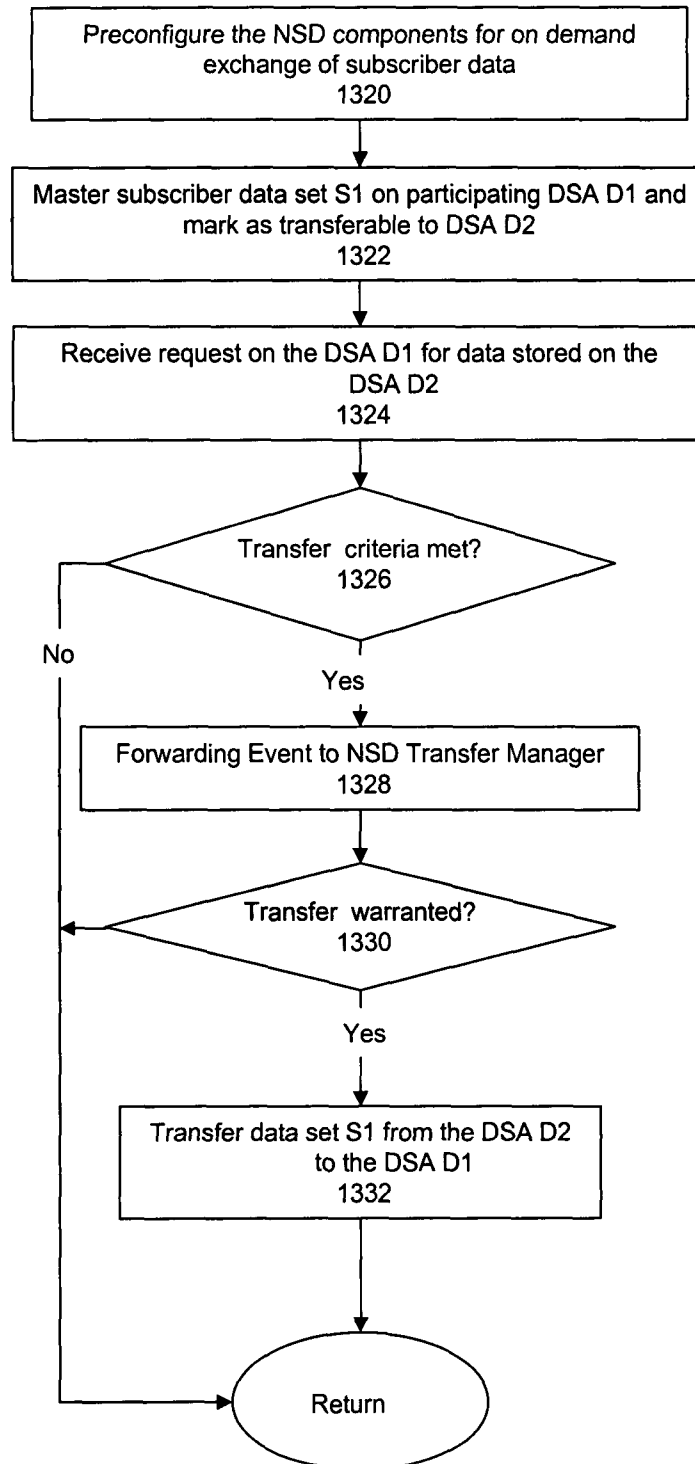 Preconfigure the NSD components for on demand
exchange of subscriber data
1320
Master subscriber data set S1 on participating DSA D1 and
mark as transferable to DSA D2
1322
Receive request on the DSA D1 for data stored on the
DSA D2
1324
Transfer criteria met?
1326
No
Yes
Forwarding Event to NSD Transfer Manager
1328
Transfer warranted?
1330
Yes
Transfer data set S1 from the DSA D2
to the DSA D1
1332
Return